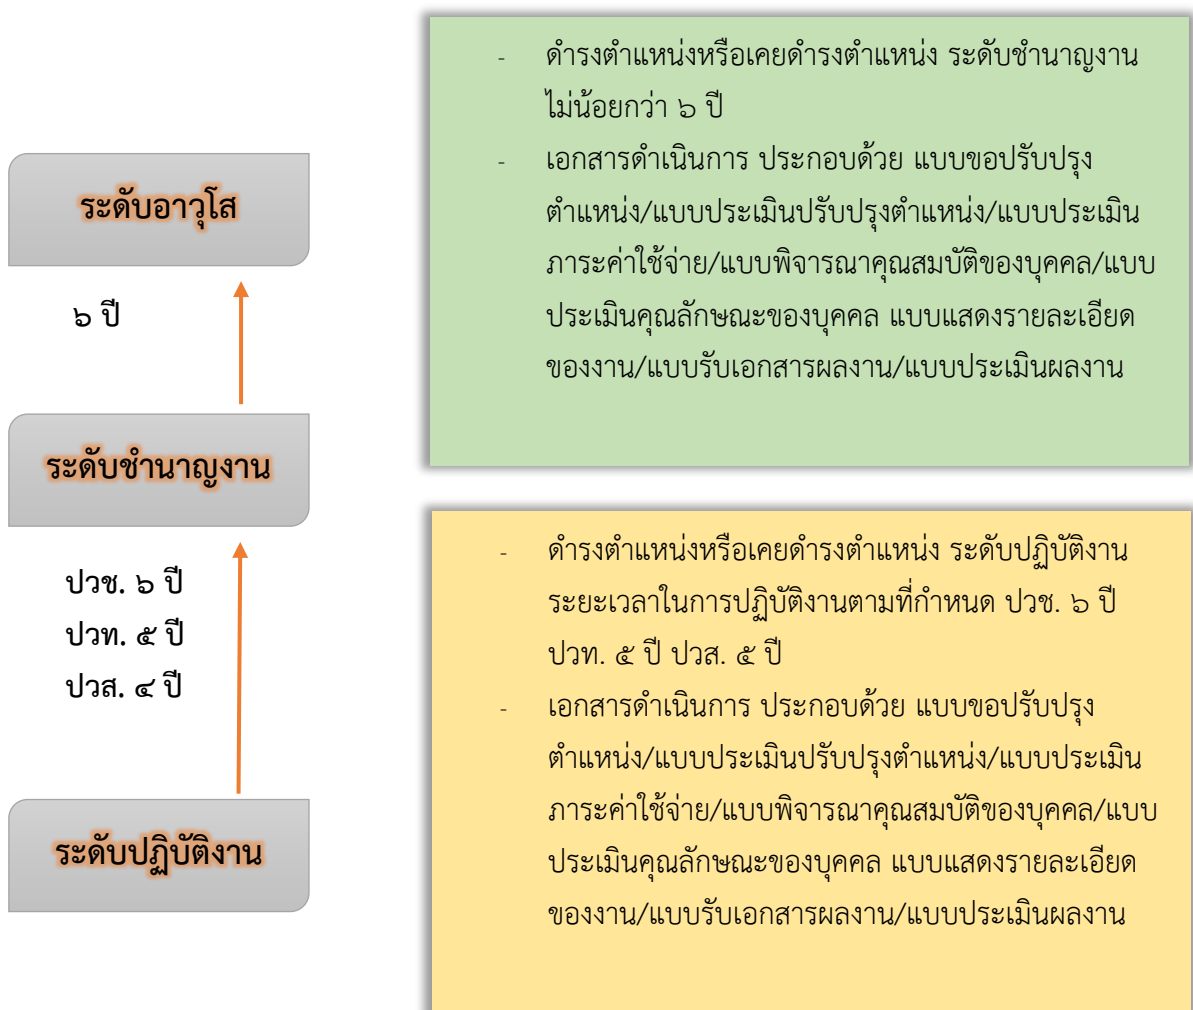 ระดับอาวุโส
๖ ปี
ระดับชำนาญงาน
ปวช. ๖ ปี
ปวท. ๕ ปี
ปวส. ๔ ปี
ระดับปฏิบัติงาน
- ดำรงตำแหน่งหรือเคยดำรงตำแหน่ง ระดับชำนาญงาน
ไม่น้อยกว่า ๖ ปี
- เอกสารดำเนินการ ประกอบด้วย แบบขอปรับปรุง
ตำแหน่ง/แบบประเมินปรับปรุงตำแหน่ง/แบบประเมิน
ภาระค่าใช้จ่าย/แบบพิจารณาคุณสมบัติของบุคคล/แบบ
ประเมินคุณลักษณะของบุคคล แบบแสดงรายละเอียด
ของงาน/แบบรับเอกสารผลงาน/แบบประเมินผลงาน
- ดำรงตำแหน่งหรือเคยดำรงตำแหน่ง ระดับปฏิบัติงาน
ระยะเวลาในการปฏิบัติงานตามที่กำหนด ปวช. ๖ ปี
ปวท. ๕ ปี ปวส. ๕ ปี
- เอกสารดำเนินการ ประกอบด้วย แบบขอปรับปรุง
ตำแหน่ง/แบบประเมินปรับปรุงตำแหน่ง/แบบประเมิน
ภาระค่าใช้จ่าย/แบบพิจารณาคุณสมบัติของบุคคล/แบบ
ประเมินคุณลักษณะของบุคคล แบบแสดงรายละเอียด
ของงาน/แบบรับเอกสารผลงาน/แบบประเมินผลงาน